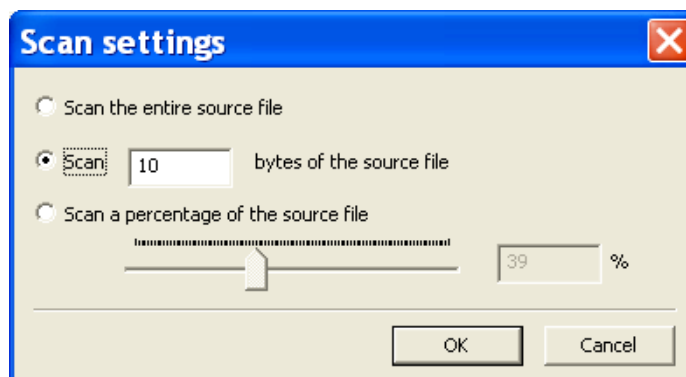 Scan settings
Scan the entire source file
Scan 10 bytes of the source file
Scan a percentage of the source file
39 %
OK Cancel